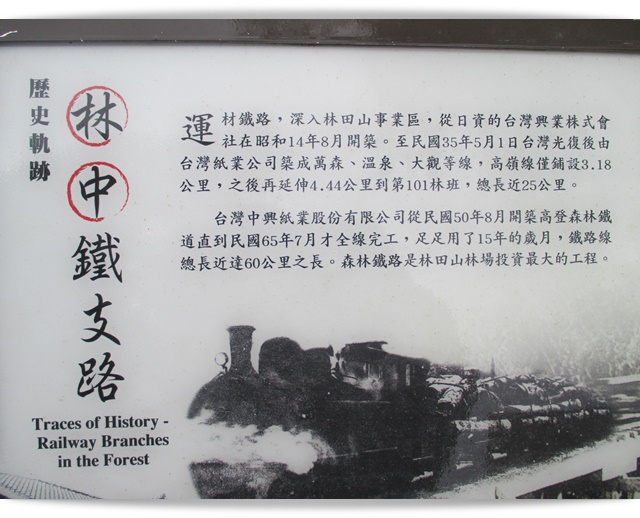 歷史軌跡
林中鐵支路
Traces of History -
Railway Branches
in the Forest
運材鐵路，深入林田山事業區，從日資的台灣興業株式會
社在昭和14年8月開築。至民國35年5月1日台灣光復後由
台灣紙業公司築成萬森、溫泉、大觀等線，高嶺線僅鋪設3.18
公里，之後再延伸4.44公里到第101林班，總長近25公里。
台灣中興紙業股份有限公司從民國50年8月開築高登森林鐵
道直到民國65年7月才全線完工，足足用了15年的歲月，鐵路線
總長近達60公里之長。森林鐵路是林田山林場投資最大的工程。